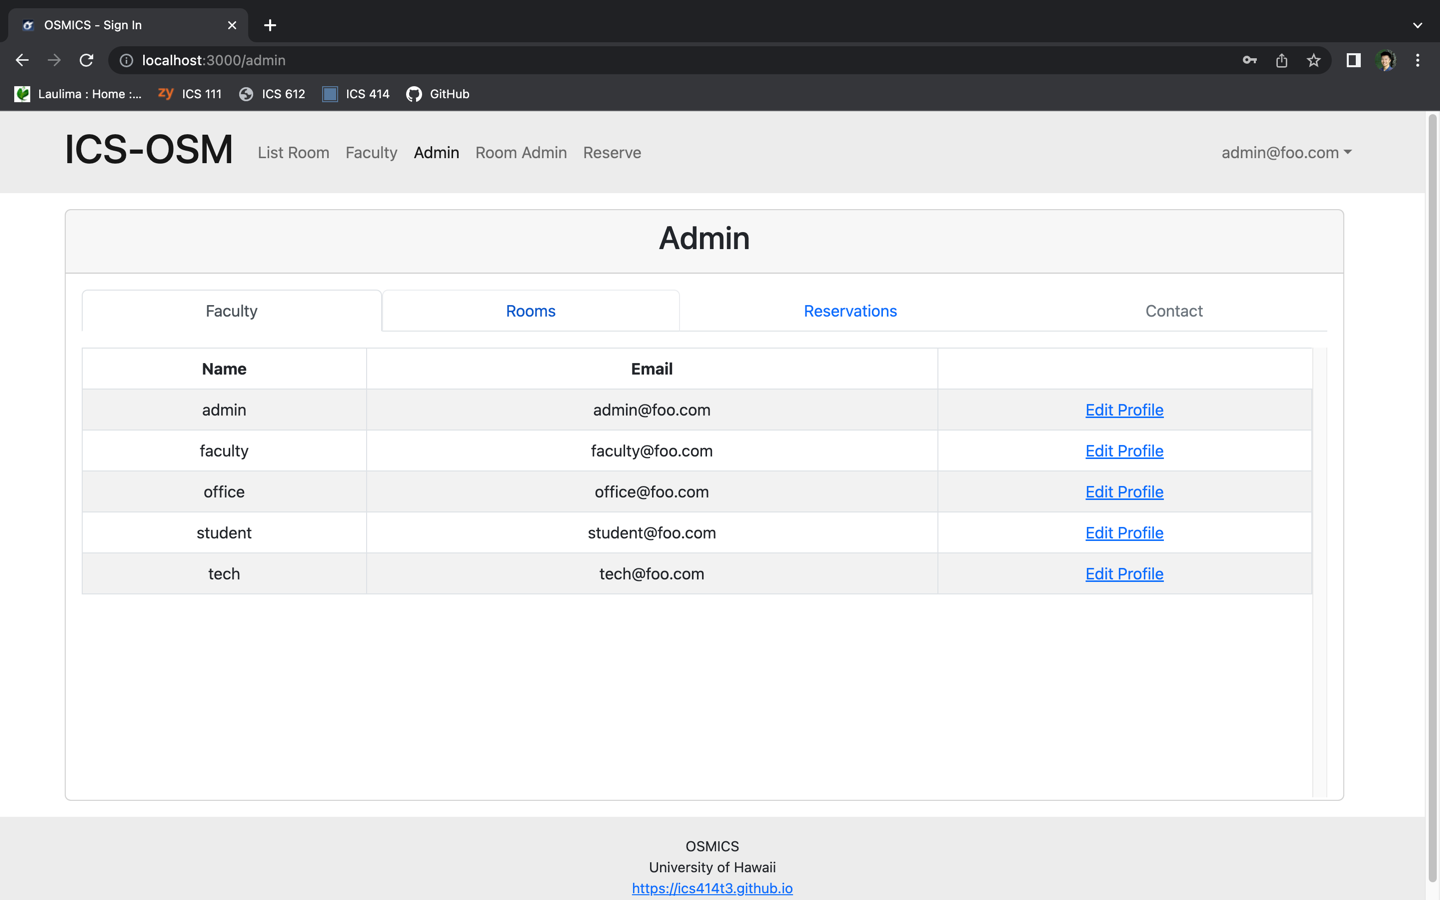 OSMICS - Sign In
localhost:3000/admin
Laulima : Home :...
zy ICS 111
ICS 612
ICS 414
GitHub
ICS-OSM
List Room
Faculty
Admin
Room Admin
Reserve
admin@foo.com
Admin
Faculty
Rooms
Reservations
Contact
Name Email
admin admin@foo.com Edit Profile
faculty faculty@foo.com Edit Profile
office office@foo.com Edit Profile
student student@foo.com Edit Profile
tech tech@foo.com Edit Profile
OSMICS
University of Hawaii
https://ics414t3.github.io